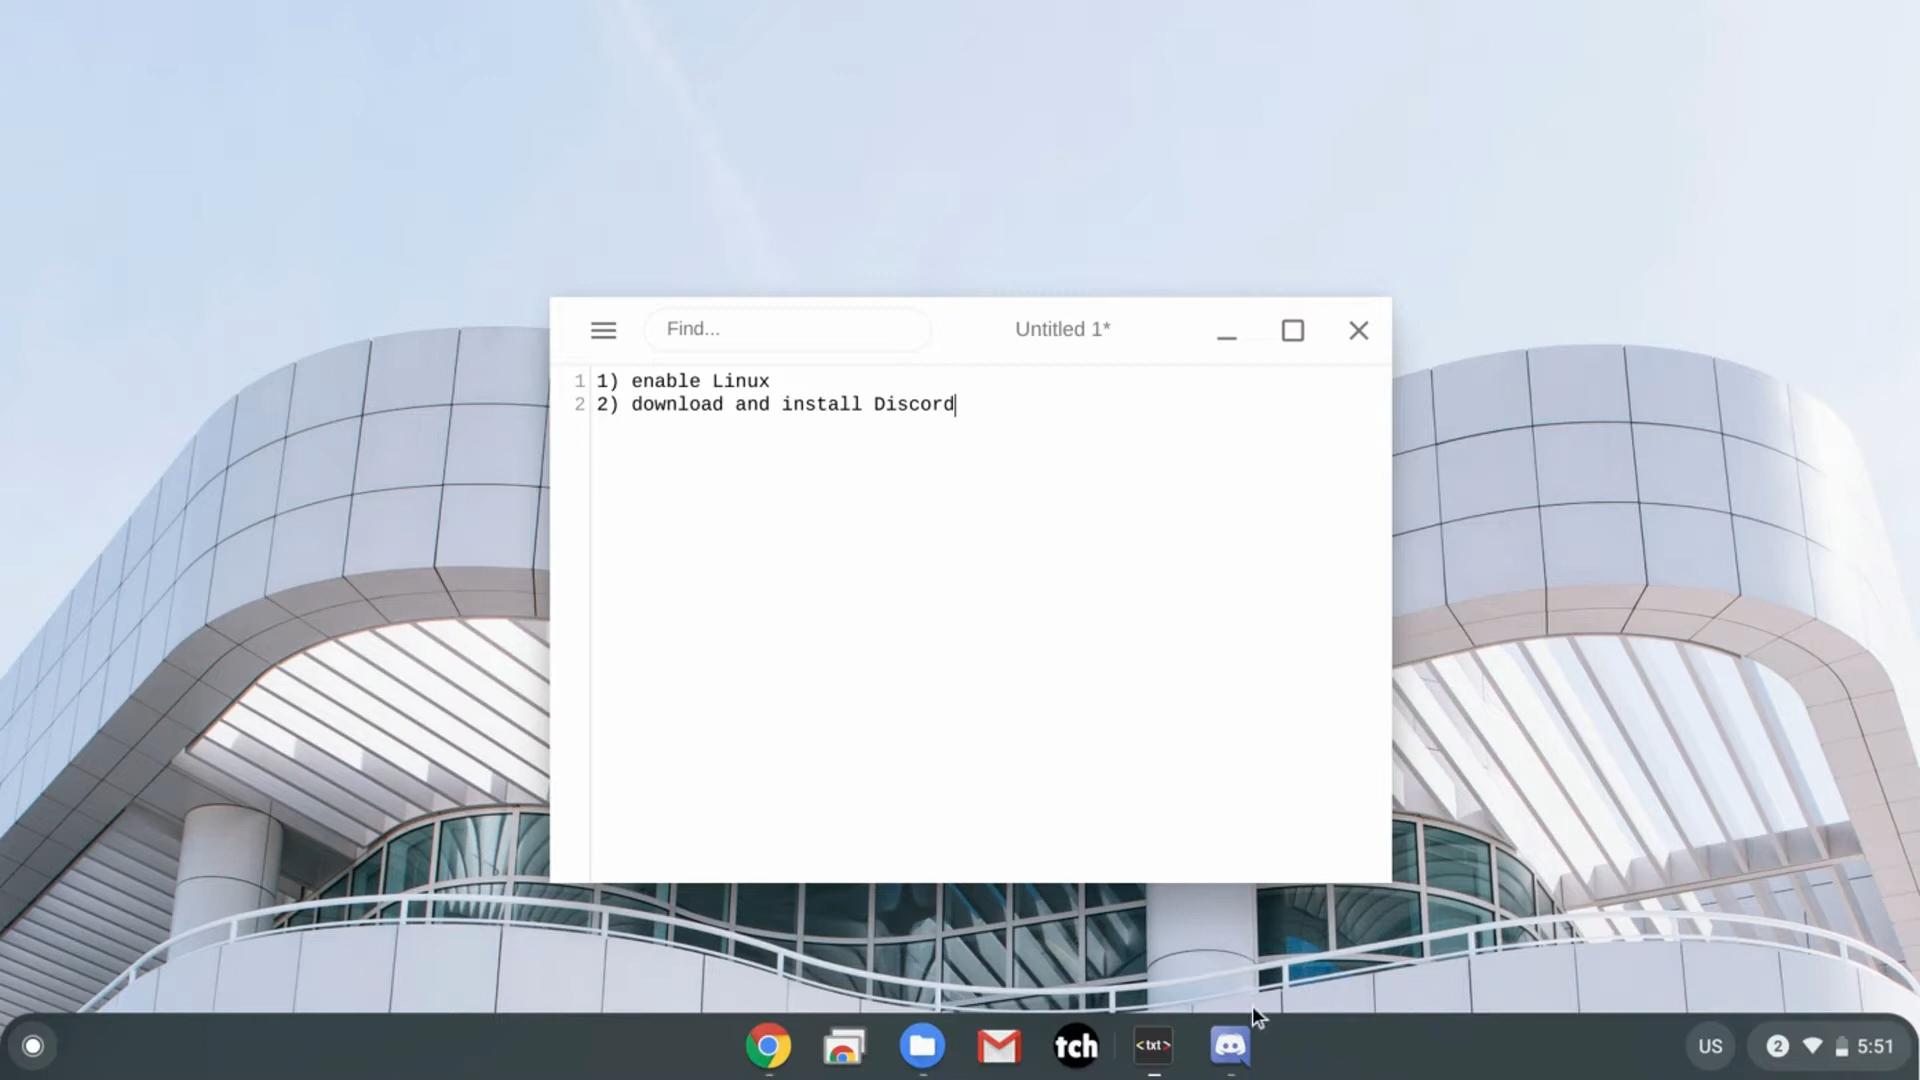 Find...
Untitled 1*
1 1) enable Linux
2 2) download and install Discord
tch
<txt>
US
2
5:51